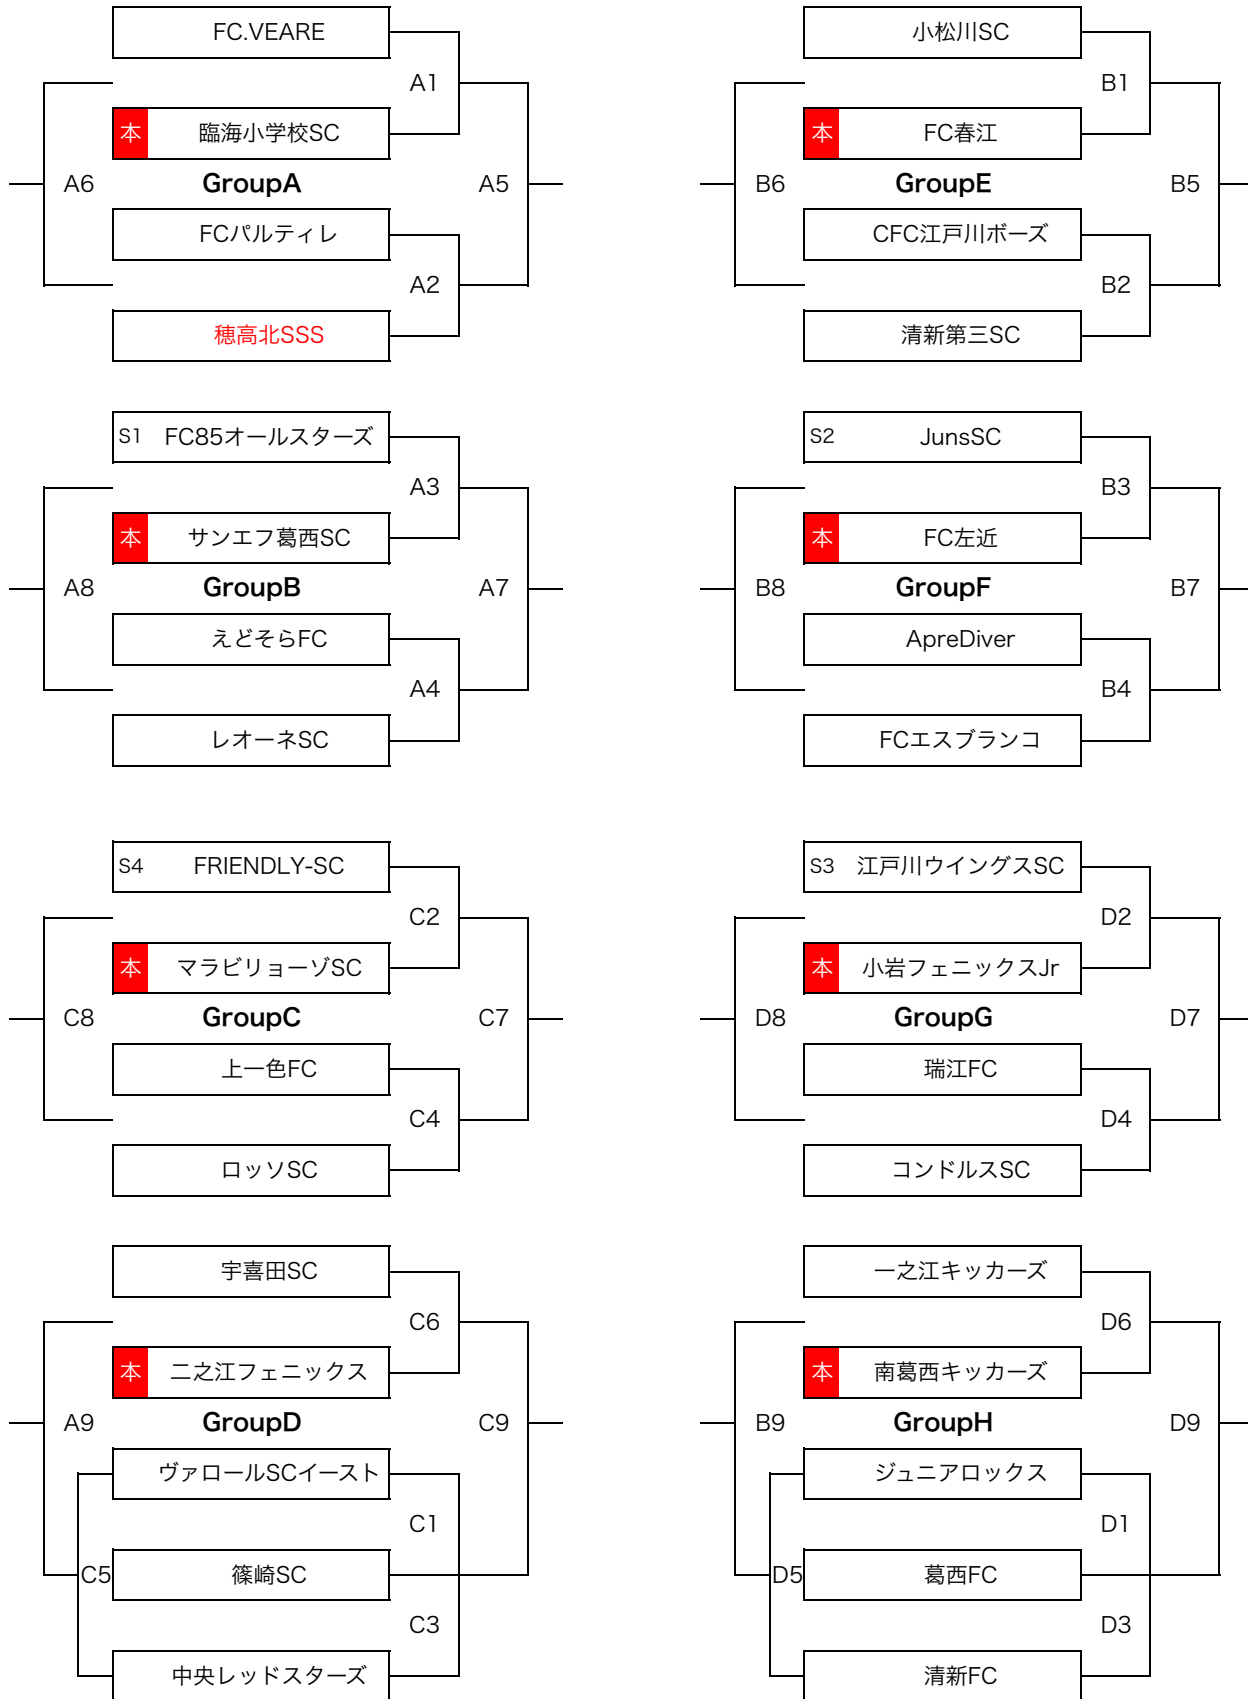 FC.VEARE
A1
本 臨海小学校SC
A6 GroupA A5
FCパルティレ
A2
穂高北SSS
S1 FC85オールスターズ
A3
本 サンエフ葛西SC
A8 GroupB A7
えどそらFC
A4
レオーネSC
S4 FRIENDLY-SC
C2
本 マラビリョーゾSC
C8 GroupC C7
上一色FC
C4
ロッソSC
宇喜田SC
C6
本 二之江フェニックス
A9 GroupD C9
ヴァロールSCイースト
C1
C5 篠崎SC
C3
中央レッドスターズ
小松川SC
B1
本 FC春江
B6 GroupE B5
CFC江戸川ボーズ
B2
清新第三SC
S2 JunsSC
B3
本 FC左近
B8 GroupF B7
ApreDiver
B4
FCエスブランコ
S3 江戸川ウイングスSC
D2
本 小岩フェニックスJr
D8 GroupG D7
瑞江FC
D4
コンドルスSC
一之江キッカーズ
D6
本 南葛西キッカーズ
B9 GroupH D9
ジュニアロックス
D1
D5 葛西FC
D3
清新FC